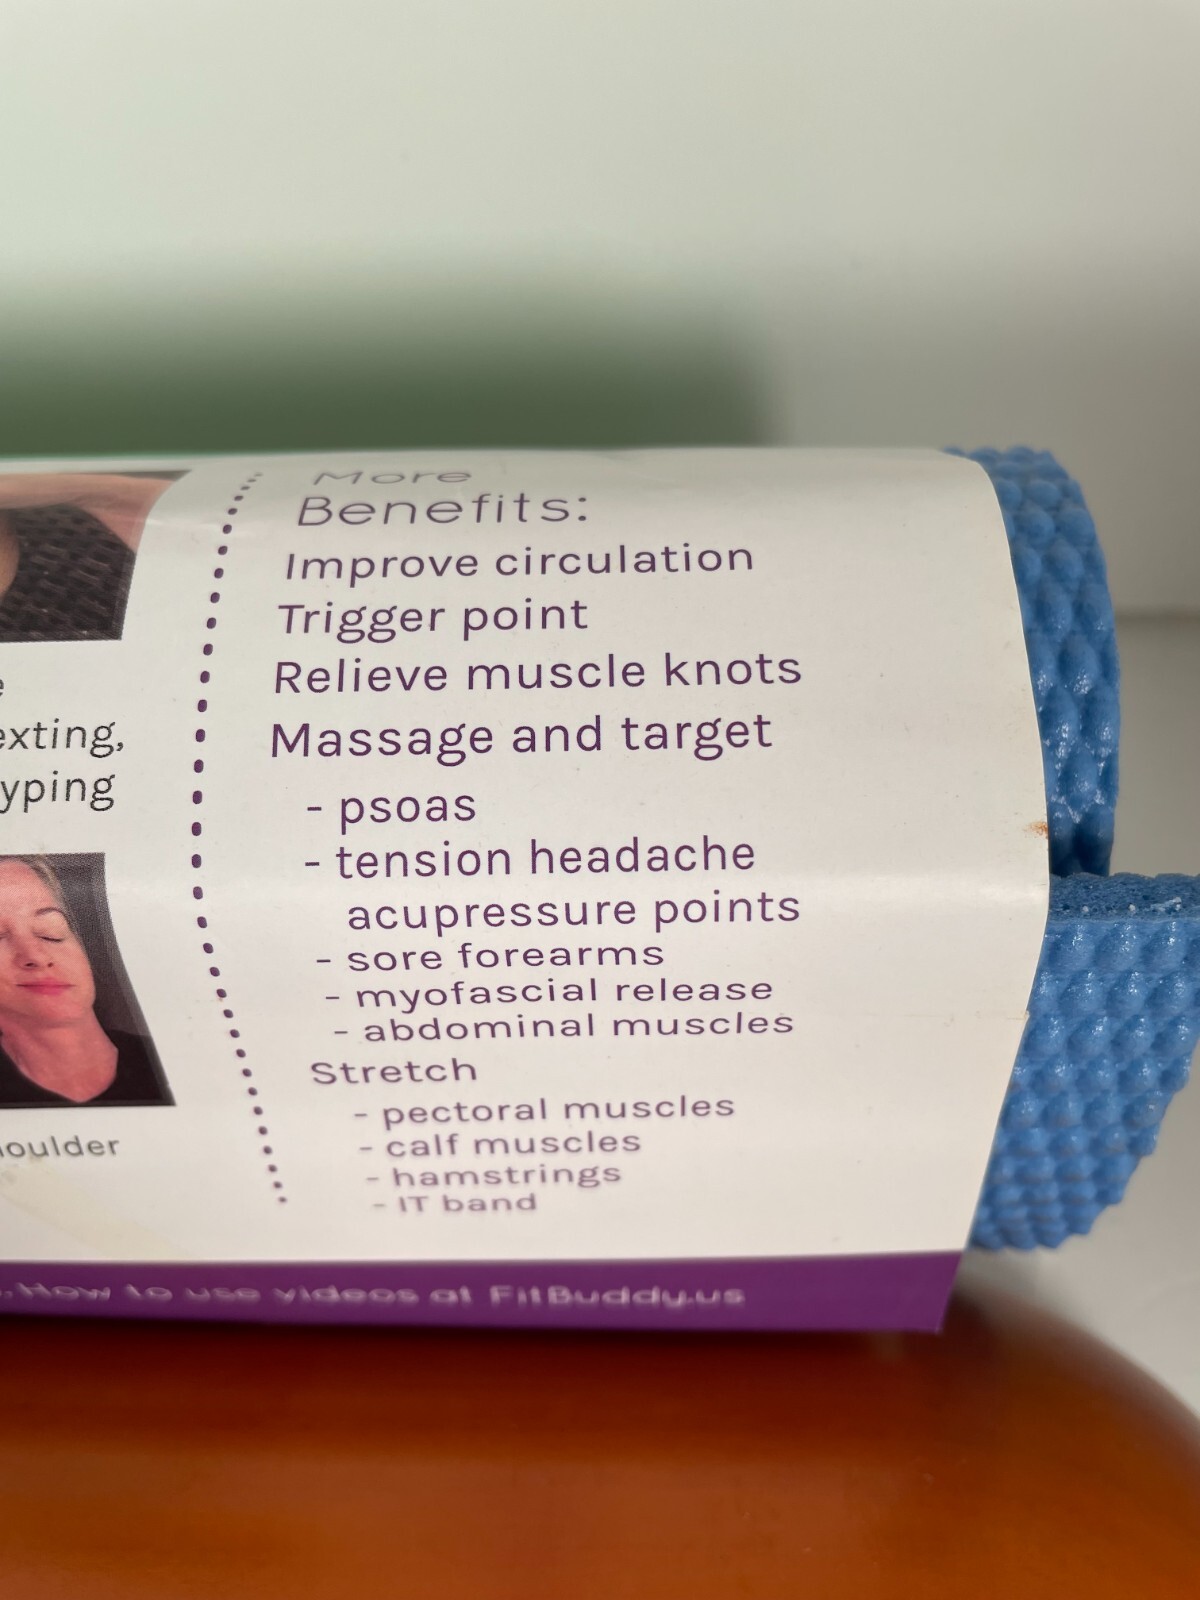 exting,
yping
houlder
More
Benefits:
Improve circulation
Trigger point
Relieve muscle knots
Massage and target
- psoas
- tension headache
acupressure points
- sore forearms
- myofascial release
- abdominal muscles
Stretch
- pectoral muscles
- calf muscles
- hamstrings
- IT band
How to use videos at FitBuddy.us